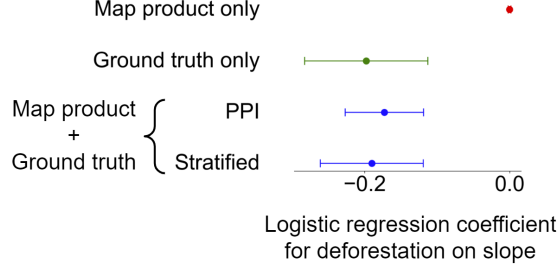 Map product only
Ground truth only
Map product
+
Ground truth
PPI
Stratified
−0.2 0.0
Logistic regression coefficient
for deforestation on slope